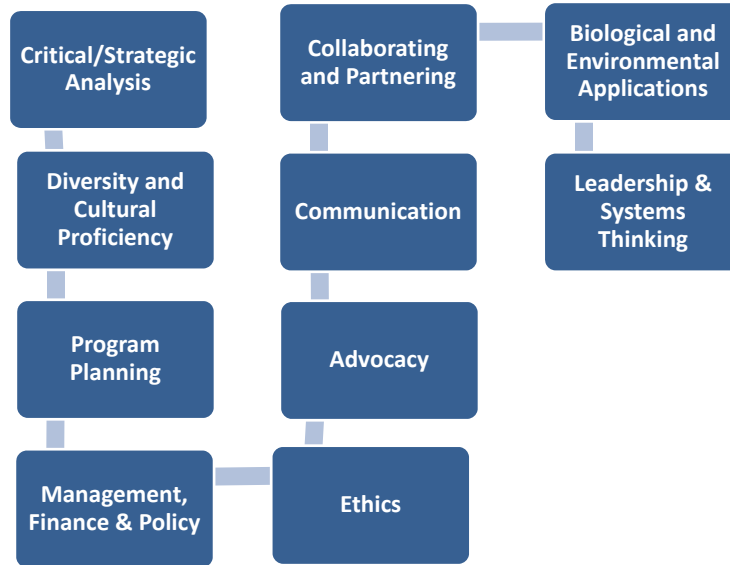 Critical/Strategic
Analysis
Diversity and
Cultural
Proficiency
Program
Planning
Management,
Finance & Policy
Ethics
Advocacy
Communication
Collaborating
and Partnering
Biological and
Environmental
Applications
Leadership &
Systems
Thinking